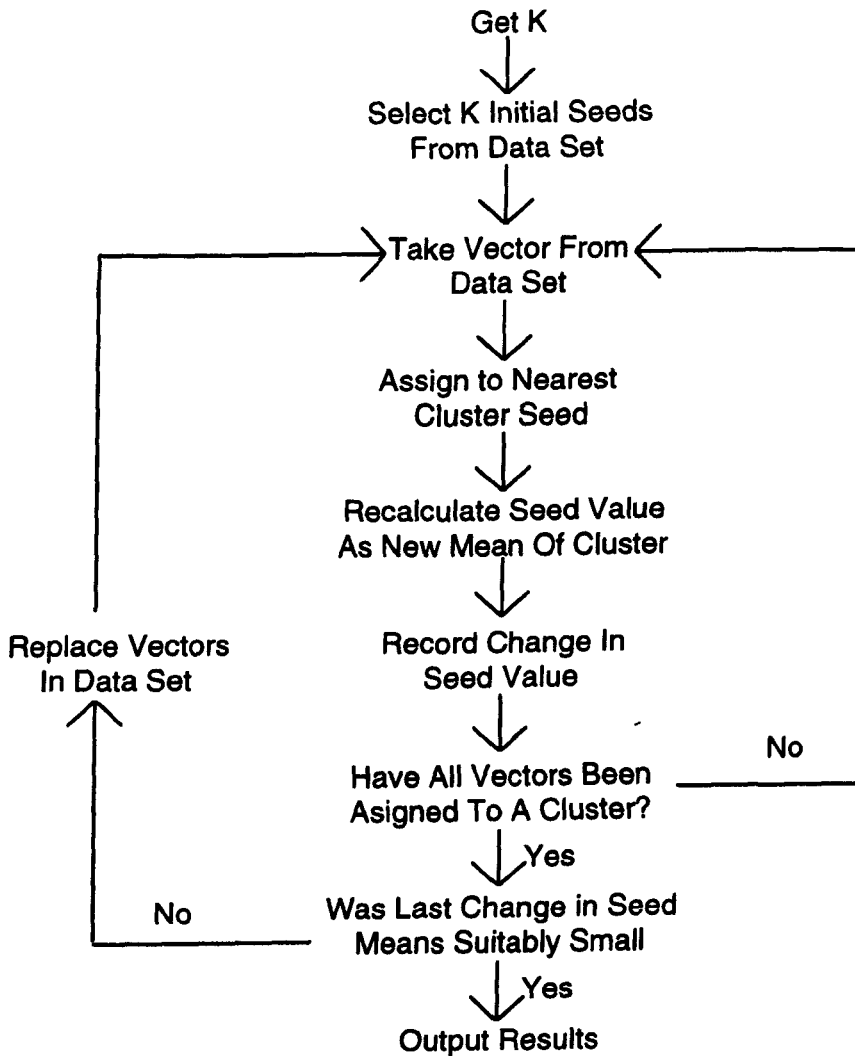 Get K
Select K Initial Seeds
From Data Set
Take Vector From
Data Set
Assign to Nearest
Cluster Seed
Recalculate Seed Value
As New Mean Of Cluster
Replace Vectors
In Data Set
Record Change In
Seed Value
No
Have All Vectors Been
Asigned To A Cluster?
Yes
No
Was Last Change in Seed
Means Suitably Small
Yes
Output Results